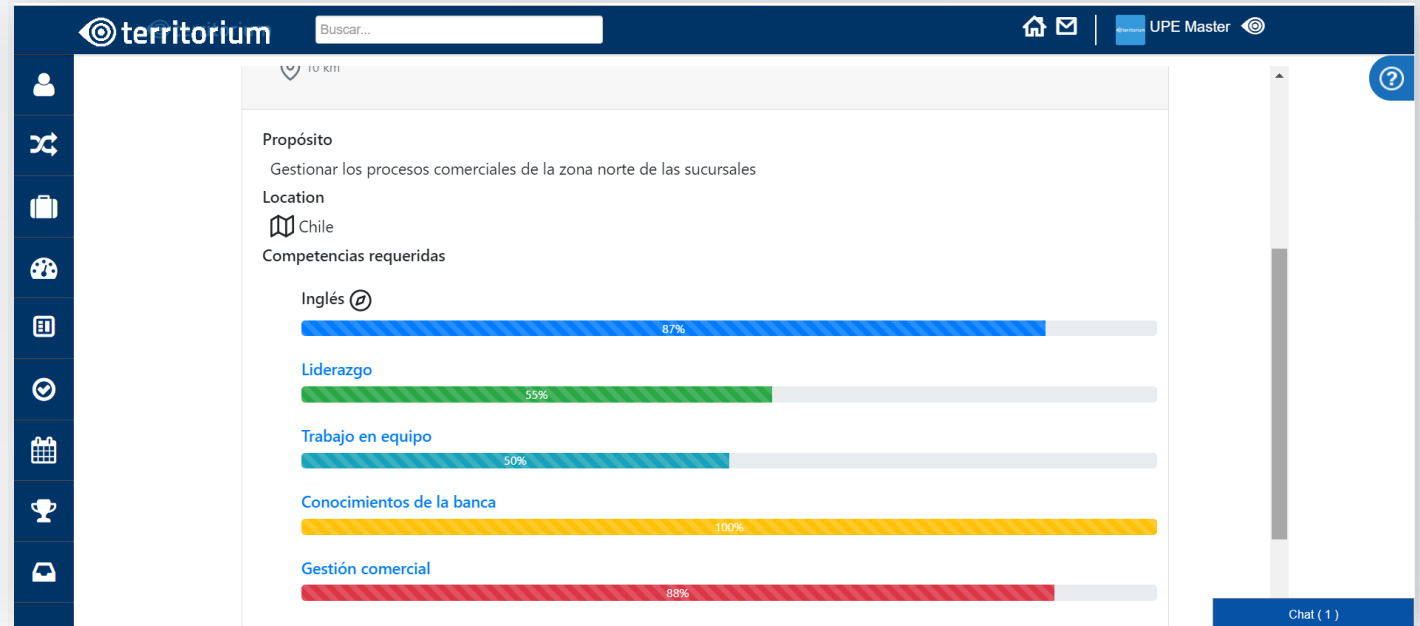 territorium
Buscar...
UPE Master
10 km
Propósito
Gestionar los procesos comerciales de la zona norte de las sucursales
Location
Chile
Competencias requeridas
Inglés
87%
Liderazgo
55%
Trabajo en equipo
50%
Conocimientos de la banca
100%
Gestión comercial
88%
Chat ( 1 )